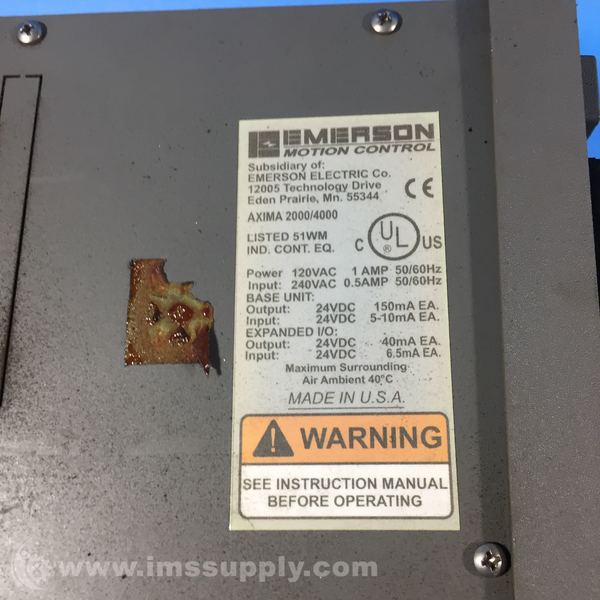 EMERSON
MOTION CONTROL
Subsidiary of:
EMERSON ELECTRIC Co.
12005 Technology Drive
Eden Prairie, Mn. 55344
CE
AXIMA 2000/4000
LISTED 51WM
IND. CONT. EQ.
C UL US
Power 120VAC 1 AMP 50/60Hz
Input: 240VAC 0.5AMP 50/60Hz
BASE UNIT:
Output: 24VDC 150mA EA.
Input: 24VDC 5-10mA EA.
EXPANDED I/O:
Output: 24VDC 40mA EA.
Input: 24VDC 6.5mA EA.
Maximum Surrounding
Air Ambient 40°C
MADE IN U.S.A.
WARNING
SEE INSTRUCTION MANUAL
BEFORE OPERATING
www.imssupply.com